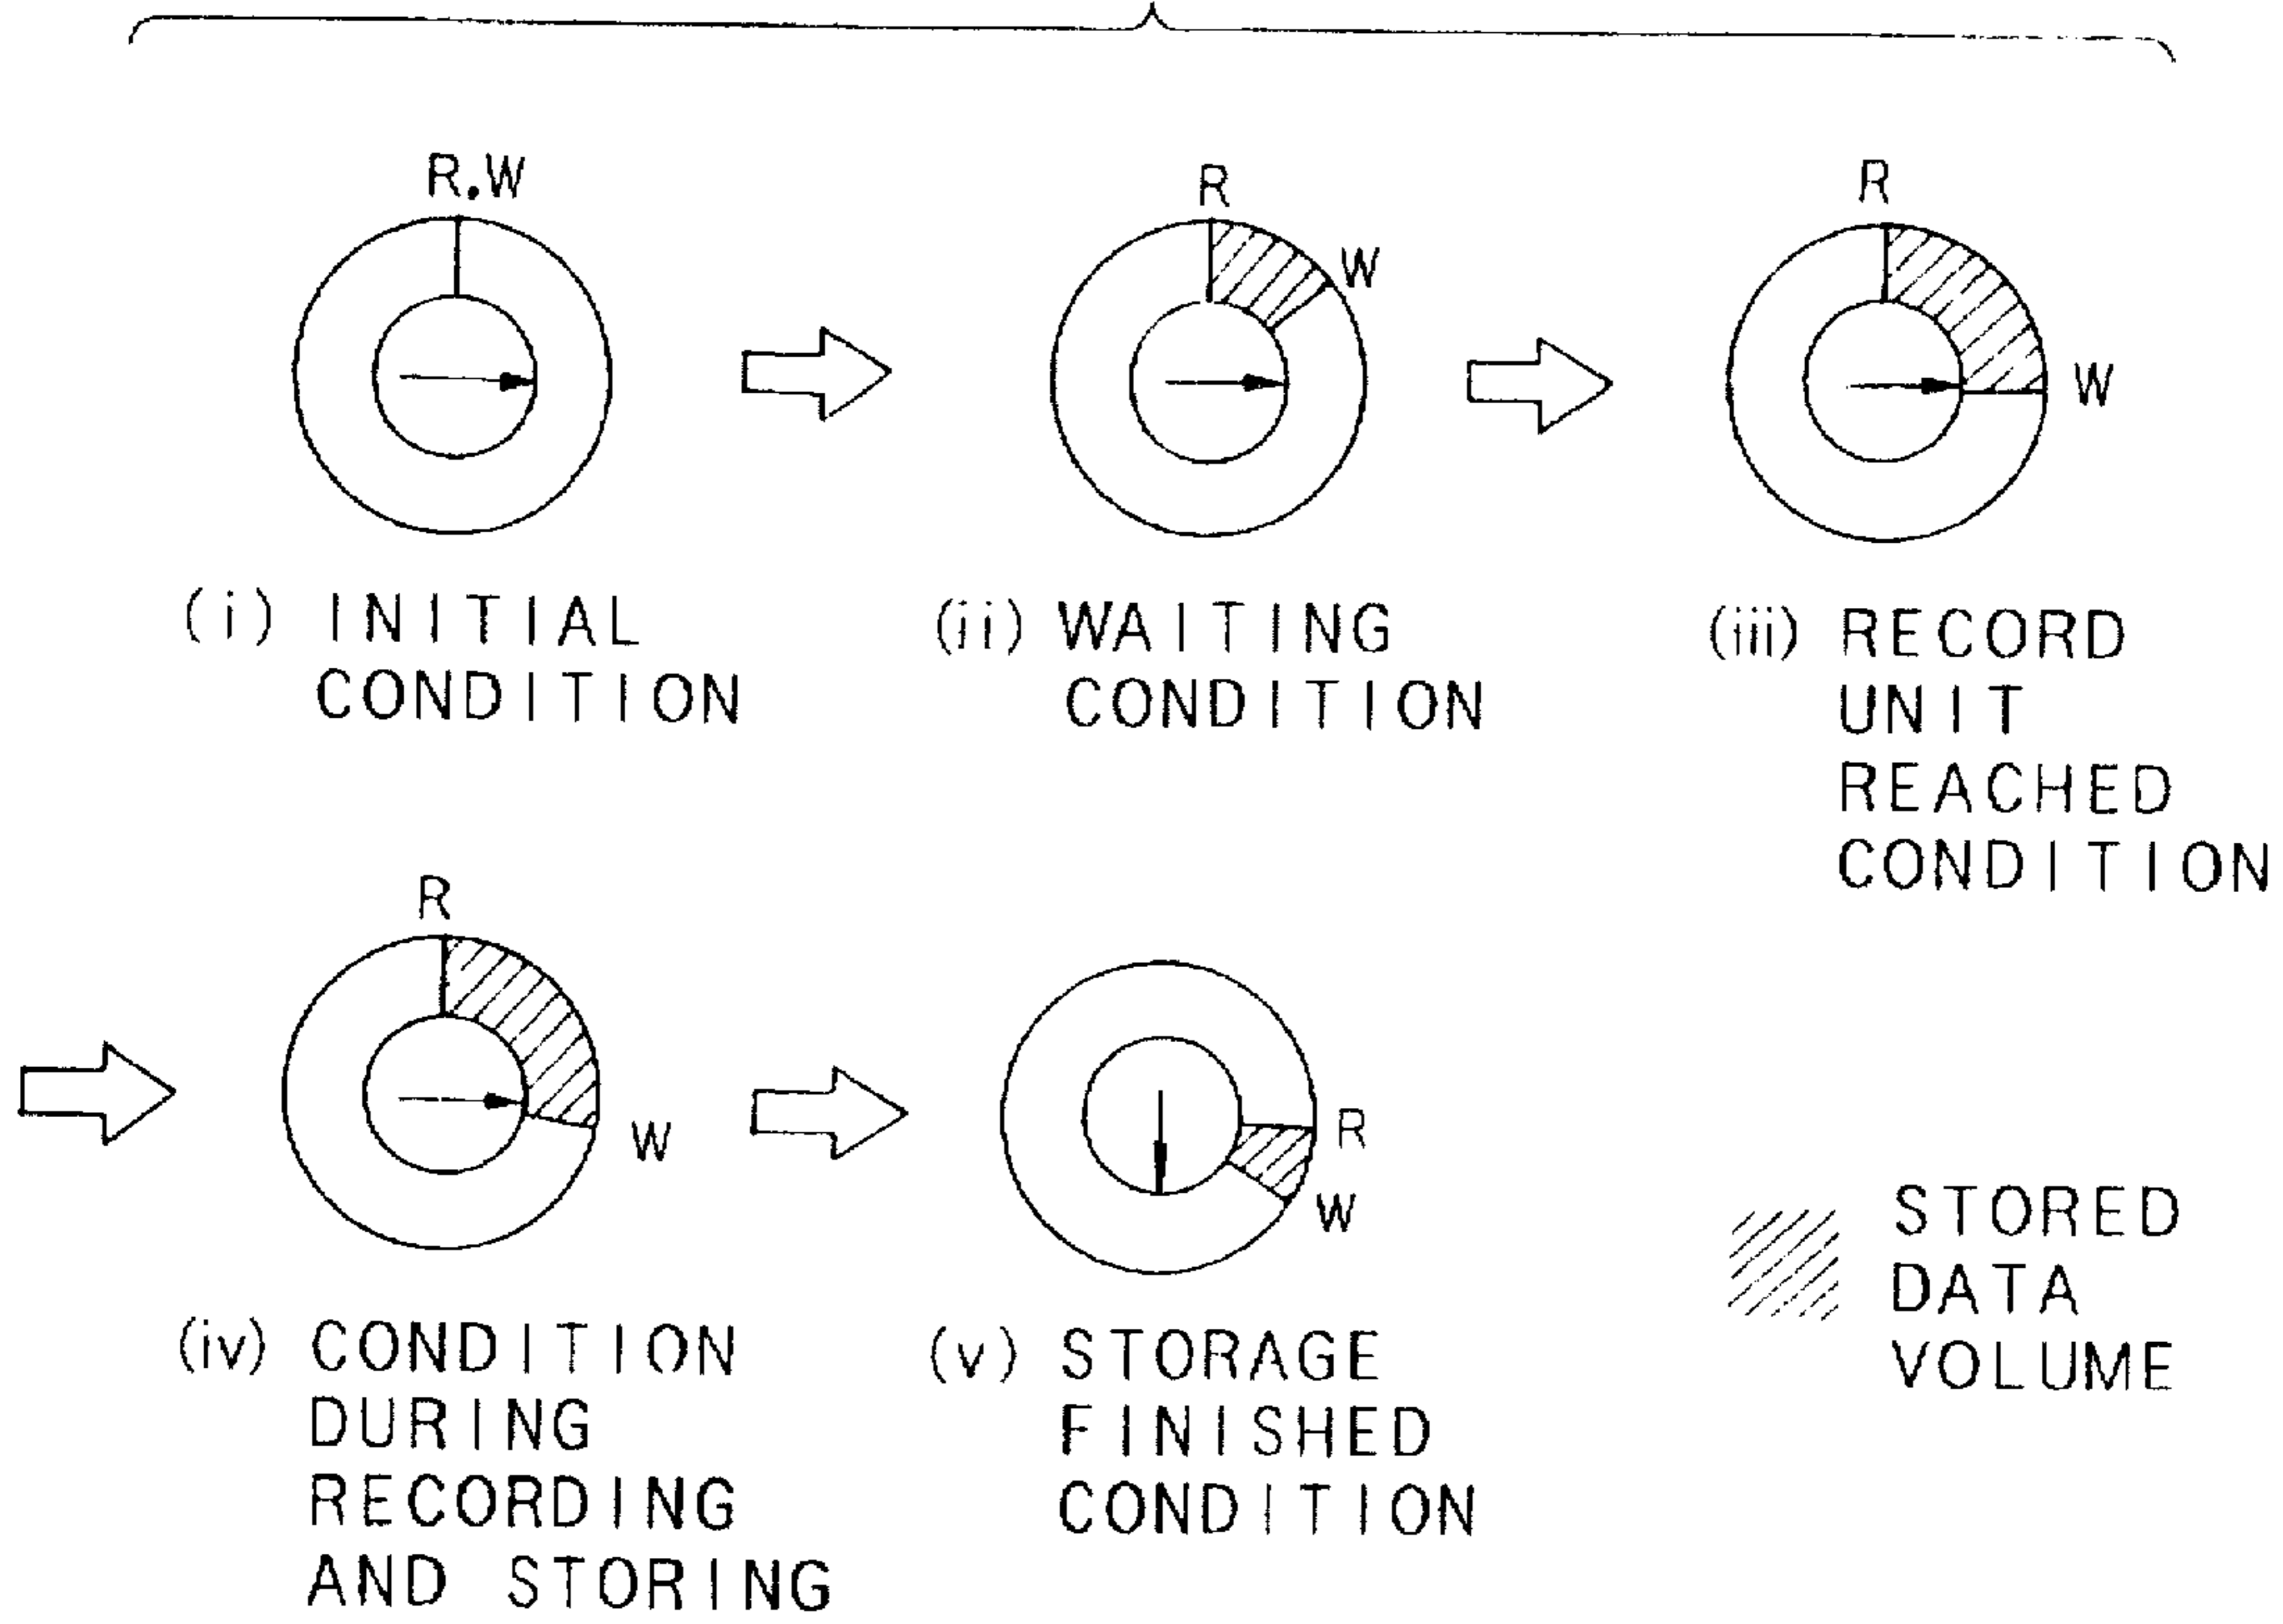 R.W
R
W
R
W
(i) INITIAL
CONDITION
(ii) WAITING
CONDITION
(iii) RECORD
UNIT
REACHED
CONDITION
R
W
R
W
(iv) CONDITION
DURING
RECORDING
AND STORING
(v) STORAGE
FINISHED
CONDITION
STORED
DATA
VOLUME